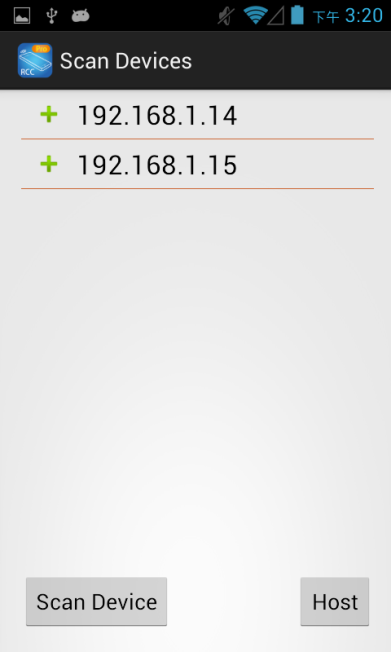 下午 3:20
Pro
RCC
Scan Devices
192.168.1.14
192.168.1.15
Scan Device
Host